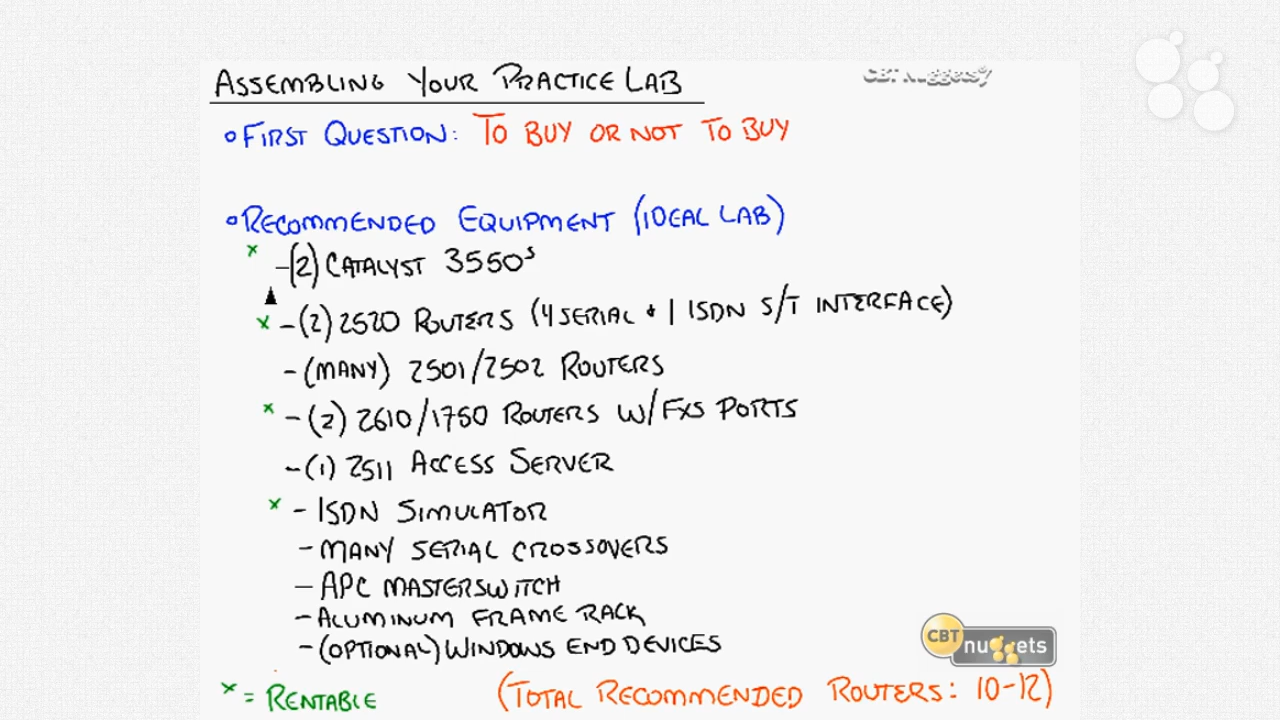 ASSEMBLING YOUR PRACTICE LAB
CBT Nuggets
o FIRST QUESTION: TO BUY OR NOT TO BUY
o RECOMMENDED EQUIPMENT (IDEAL LAB)
x - (2) CATALYST 3550s
x - (2) 2520 ROUTERS (4 SERIAL + 1 ISDN S/T INTERFACE)
- (MANY) 2501/2502 ROUTERS
x - (2) 2610/1750 ROUTERS W/FXS PORTS
- (1) 2511 ACCESS SERVER
x - ISDN SIMULATOR
- MANY SERIAL CROSSOVERS
- APC MASTERSWITCH
- ALUMINUM FRAME RACK
- (OPTIONAL) WINDOWS END DEVICES
CBT nuggets
x = RENTABLE (TOTAL RECOMMENDED ROUTERS: 10-12)